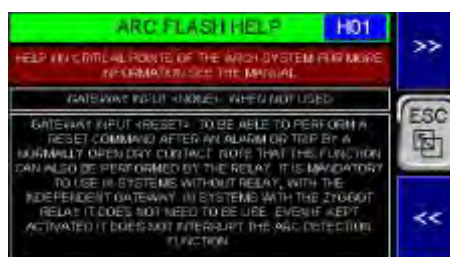 ARC FLASH HELP H01
>>
HELP IN CRITICAL POINTS OF THE ARCH SYSTEM FOR MORE
INFORMATION SEE THE MANUAL
GATEWAY INPUT <NONE> WHEN NOT USED
ESC
GATEWAY INPUT <RESET> TO BE ABLE TO PERFORM A
RESET COMMAND AFTER AN ALARM OR TRIP BY A
NORMALLY OPEN DRY CONTACT NOTE THAT THIS FUNCTION
CAN ALSO BE PERFORMED BY THE RELAY. IT IS MANDATORY
TO USE IN SYSTEMS WITHOUT RELAY, WITH THE
INDEPENDENT GATEWAY. IN SYSTEMS WITH THE ZYGGOT
RELAY IT DOES NOT NEED TO BE USE. EVEN IF KEPT
ACTIVATED IT DOES NOT INTERRUPT THE ARC DETECTION
FUNCTION
<<